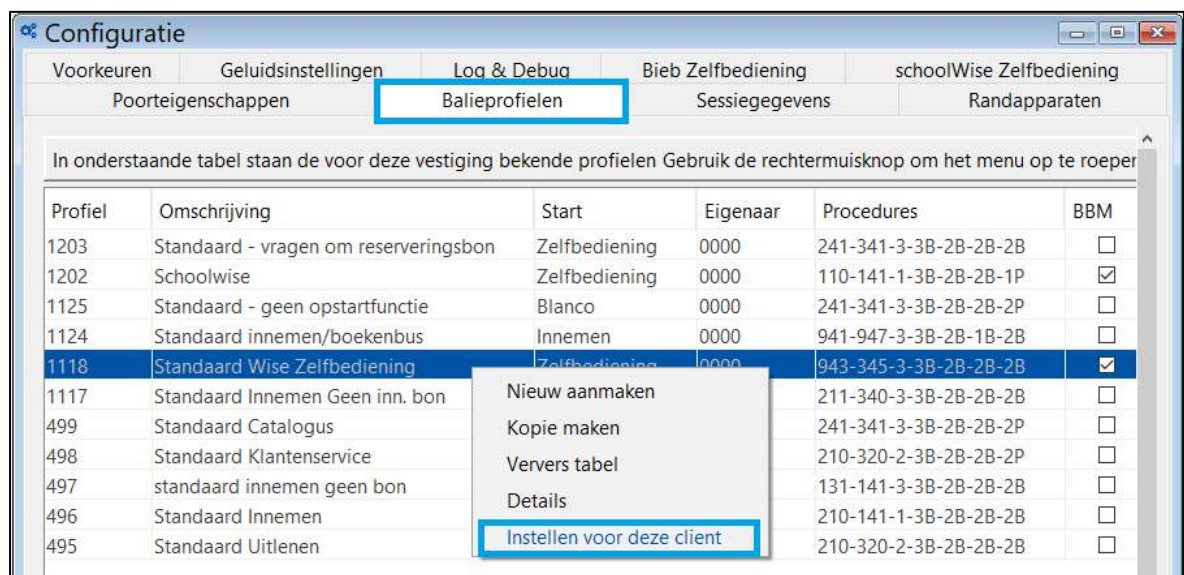 Configuratie
Voorkeuren Geluidsinstellingen Log & Debug Bieb Zelfbediening schoolWise Zelfbediening
Poorteigenschappen Balieprofielen Sessiegegevens Randapparaten
In onderstaande tabel staan de voor deze vestiging bekende profielen Gebruik de rechtermuisknop om het menu op te roeper
Profiel Omschrijving Start Eigenaar Procedures BBM
1203 Standaard - vragen om reserveringsbon Zelfbediening 0000 241-341-3-3B-2B-2B-2B
1202 Schoolwise Zelfbediening 0000 110-141-1-3B-2B-2B-1P
1125 Standaard - geen opstartfunctie Blanco 0000 241-341-3-3B-2B-2B-2P
1124 Standaard innemen/boekenbus Innemen 0000 941-947-3-3B-2B-1B-2B
1118 Standaard Wise Zelfbediening Zelfbediening 0000 943-345-3-3B-2B-2B-2B
1117 Standaard Innemen Geen inn. bon Nieuw aanmaken 211-340-3-3B-2B-2B-2B
499 Standaard Catalogus Kopie maken 241-341-3-3B-2B-2B-2P
498 Standaard Klantenservice Ververs tabel 210-320-2-3B-2B-2B-2P
497 standaard innemen geen bon Details 131-141-3-3B-2B-2B-2B
496 Standaard Innemen 210-141-1-3B-2B-2B-2B
495 Standaard Uitlenen Instellen voor deze client 210-320-2-3B-2B-2B-2B